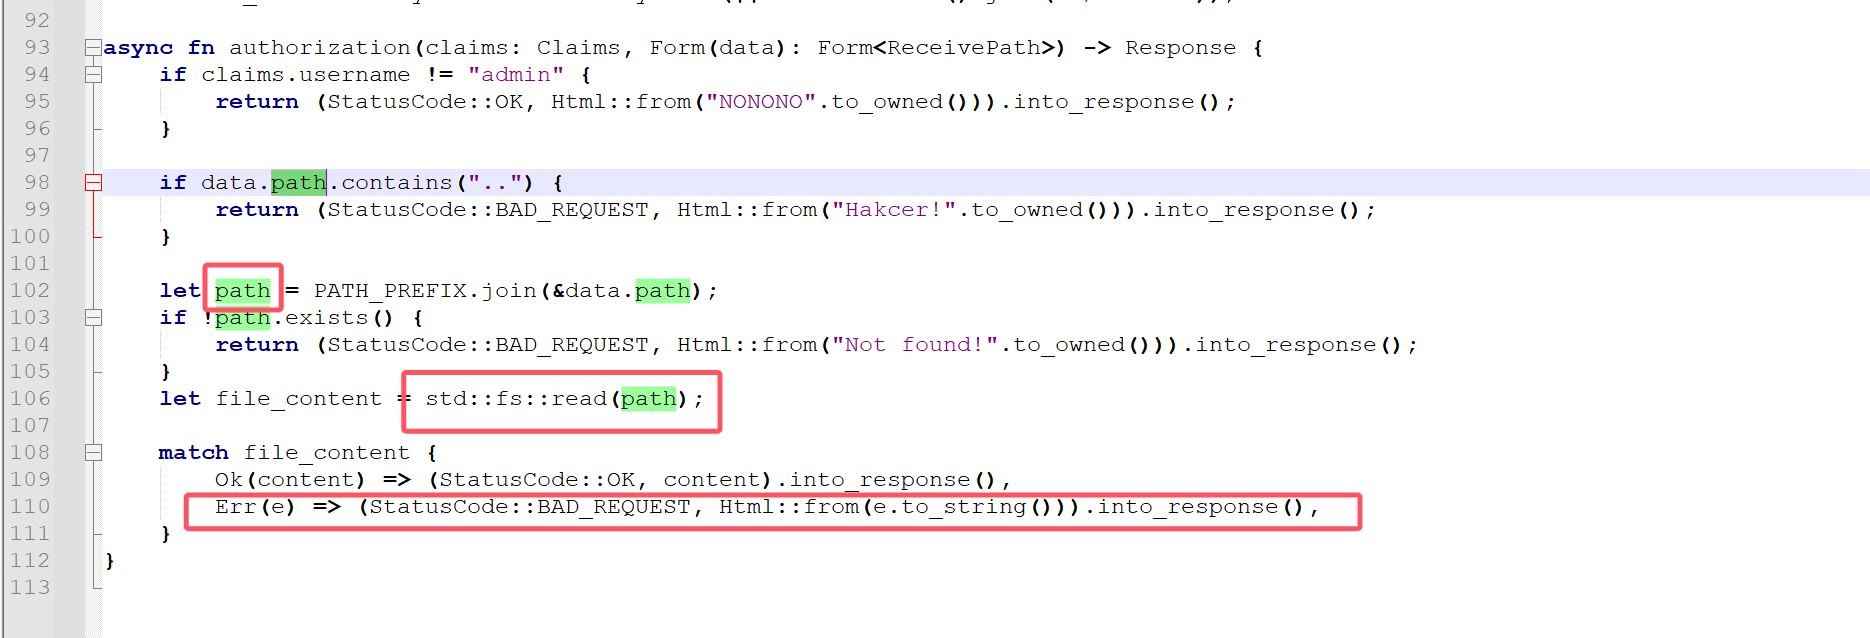 92
93 async fn authorization(claims: Claims, Form(data): Form<ReceivePath>) -> Response {
94 if claims.username != "admin" {
95 return (StatusCode::OK, Html::from("NONONO".to_owned())).into_response();
96 }
97
98 if data.path.contains("..") {
99 return (StatusCode::BAD_REQUEST, Html::from("Hakcer!".to_owned())).into_response();
100 }
101
102 let path = PATH_PREFIX.join(&data.path);
103 if !path.exists() {
104 return (StatusCode::BAD_REQUEST, Html::from("Not found!".to_owned())).into_response();
105 }
106 let file_content = std::fs::read(path);
107
108 match file_content {
109 Ok(content) => (StatusCode::OK, content).into_response(),
110 Err(e) => (StatusCode::BAD_REQUEST, Html::from(e.to_string())).into_response(),
111 }
112 }
113